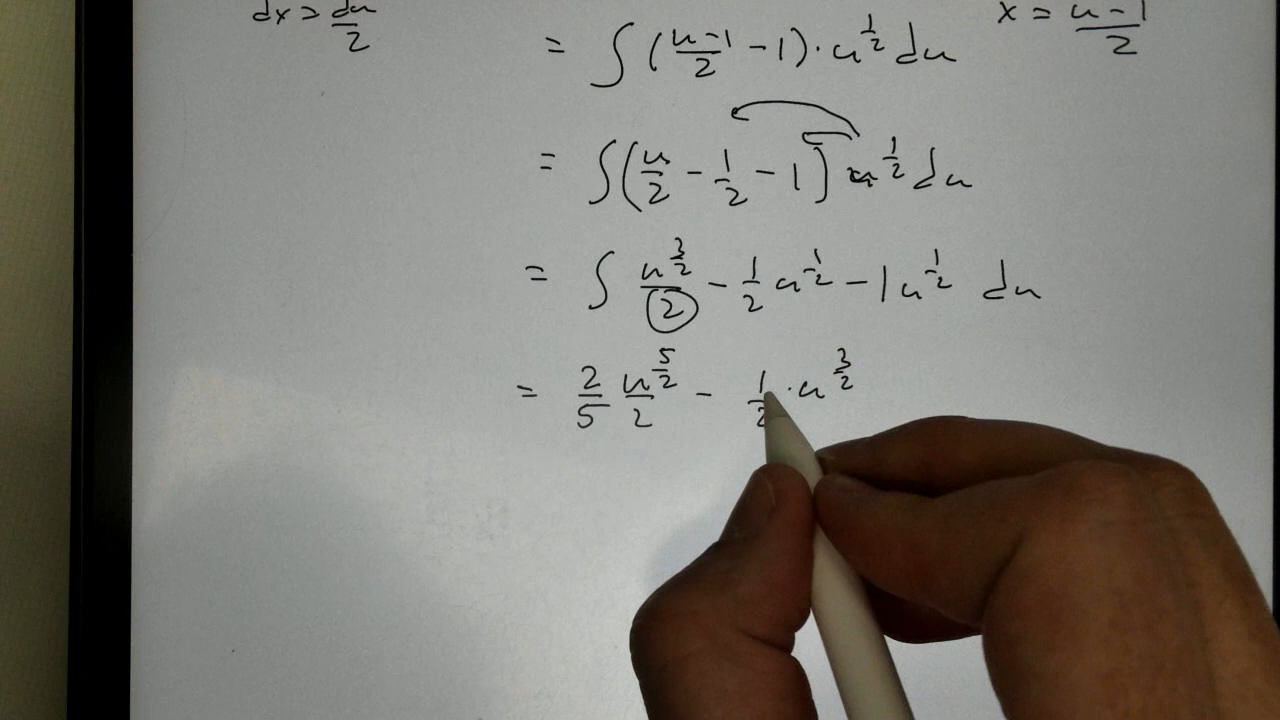 dx = du/2
x = (u-1)/2
= ∫ ((u-1)/2 - 1) · u^(1/2) du
= ∫ (u/2 - 1/2 - 1) u^(1/2) du
= ∫ u^(3/2)/2 - 1/2 u^(1/2) - 1u^(1/2) du
= 2/5 u^(5/2)/2 - 1/2 · u^(3/2)